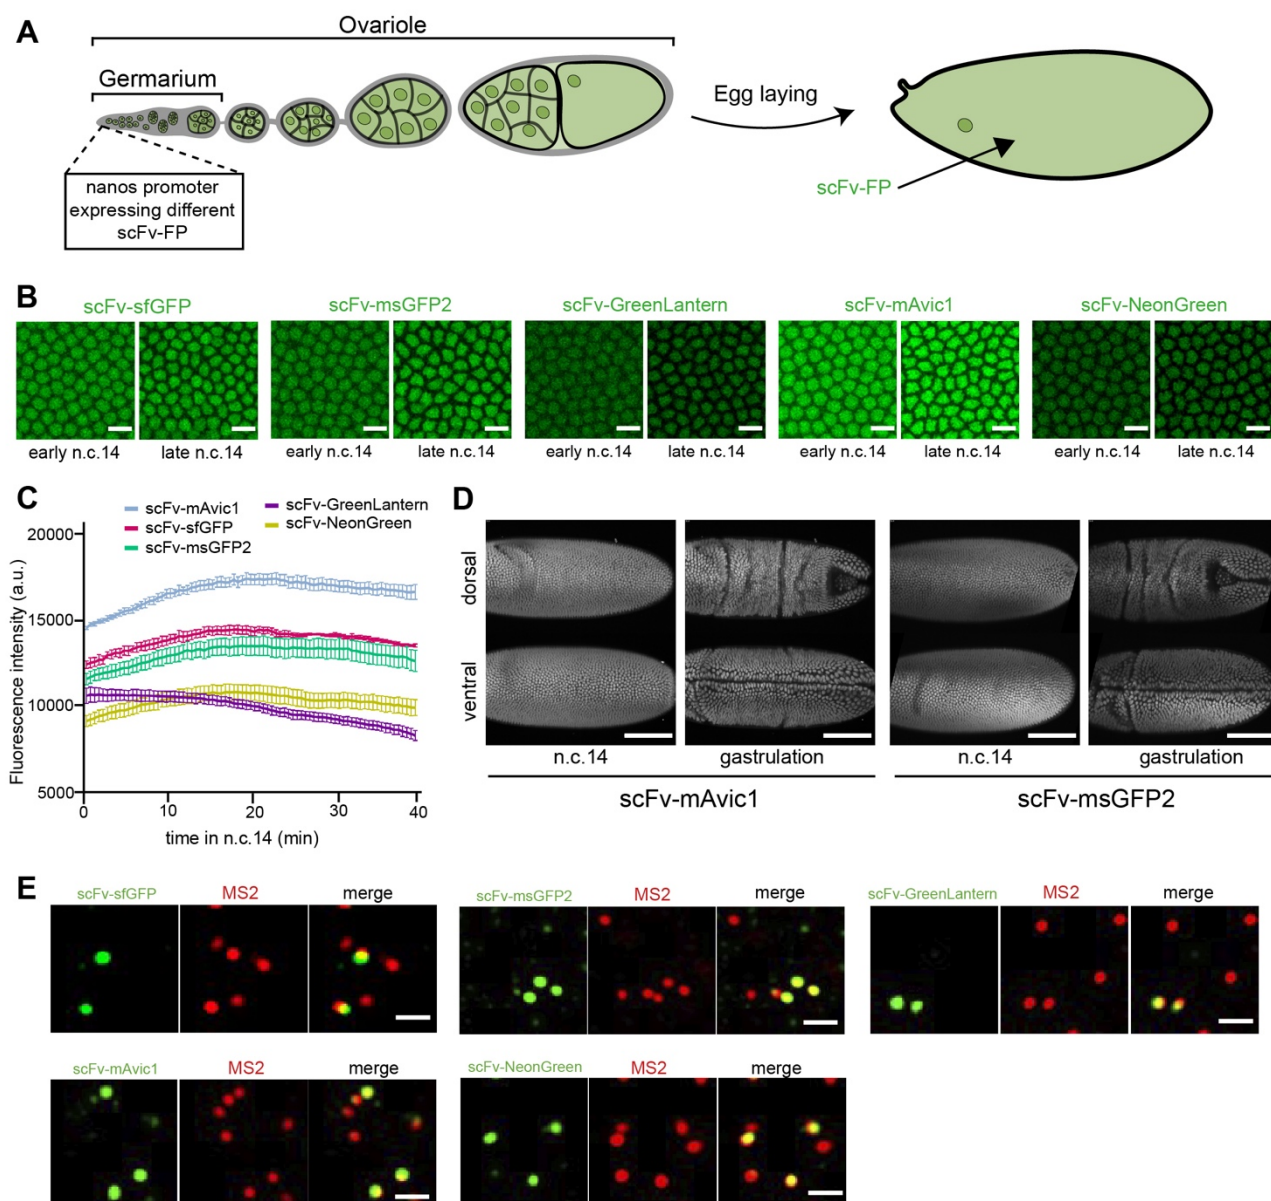 A
Ovariole
Germarium
Egg laying
nanos promoter
expressing different
scFv-FP
scFv-FP
B
scFv-sfGFP
scFv-msGFP2
scFv-GreenLantern
scFv-mAvic1
scFv-NeonGreen
early n.c.14
late n.c.14
early n.c.14
late n.c.14
early n.c.14
late n.c.14
early n.c.14
late n.c.14
early n.c.14
late n.c.14
C
scFv-mAvic1
scFv-sfGFP
scFv-msGFP2
scFv-GreenLantern
scFv-NeonGreen
Fluorescence intensity (a.u.)
20000
15000
10000
5000
0
10
20
30
40
time in n.c.14 (min)
D
dorsal
ventral
n.c.14
gastrulation
n.c.14
gastrulation
scFv-mAvic1
scFv-msGFP2
E
scFv-sfGFP
MS2
merge
scFv-msGFP2
MS2
merge
scFv-GreenLantern
MS2
merge
scFv-mAvic1
MS2
merge
scFv-NeonGreen
MS2
merge